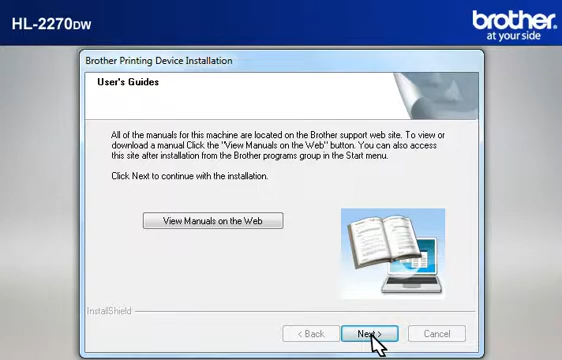 HL-2270DW
brother
at your side
Brother Printing Device Installation
User's Guides
All of the manuals for this machine are located on the Brother support web site. To view or
download a manual Click the "View Manuals on the Web" button. You can also access
this site after installation from the Brother programs group in the Start menu.
Click Next to continue with the installation.
View Manuals on the Web
InstallShield
< Back
Next >
Cancel